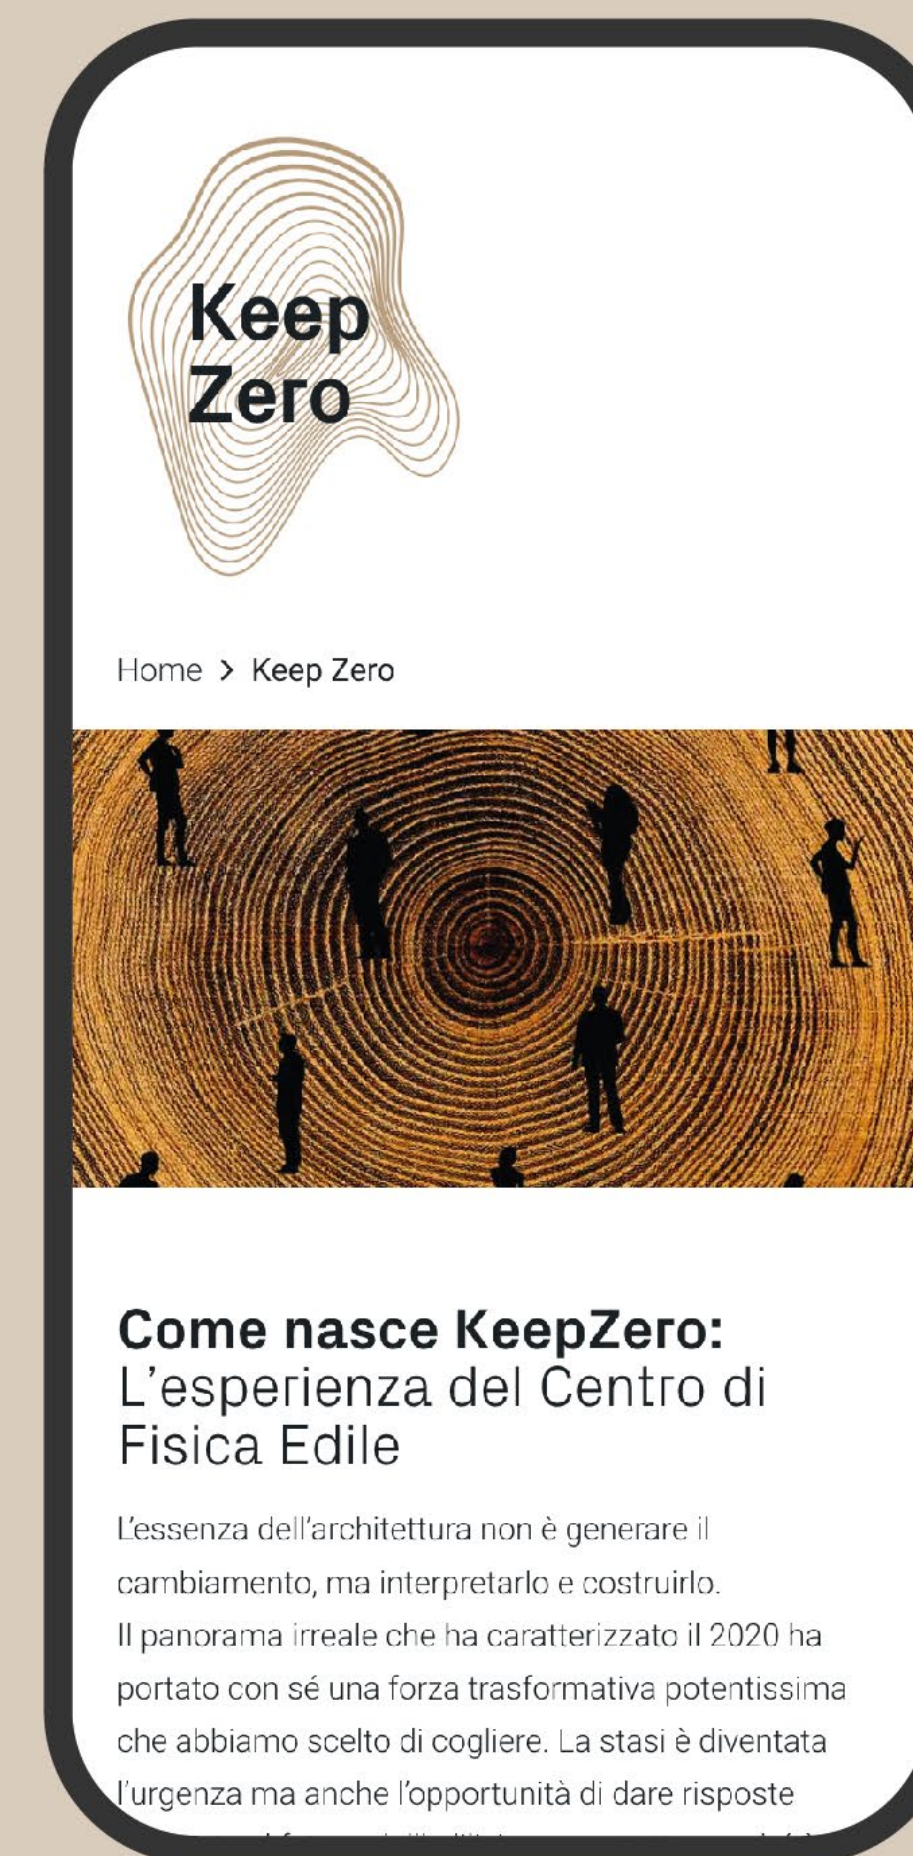 Keep
Zero
Home > Keep Zero
Come nasce KeepZero:
L’esperienza del Centro di
Fisica Edile
L’essenza dell’architettura non è generare il
cambiamento, ma interpretarlo e costruirlo.
Il panorama irreale che ha caratterizzato il 2020 ha
portato con sé una forza trasformativa potentissima
che abbiamo scelto di cogliere. La stasi è diventata
l’urgenza ma anche l’opportunità di dare risposte